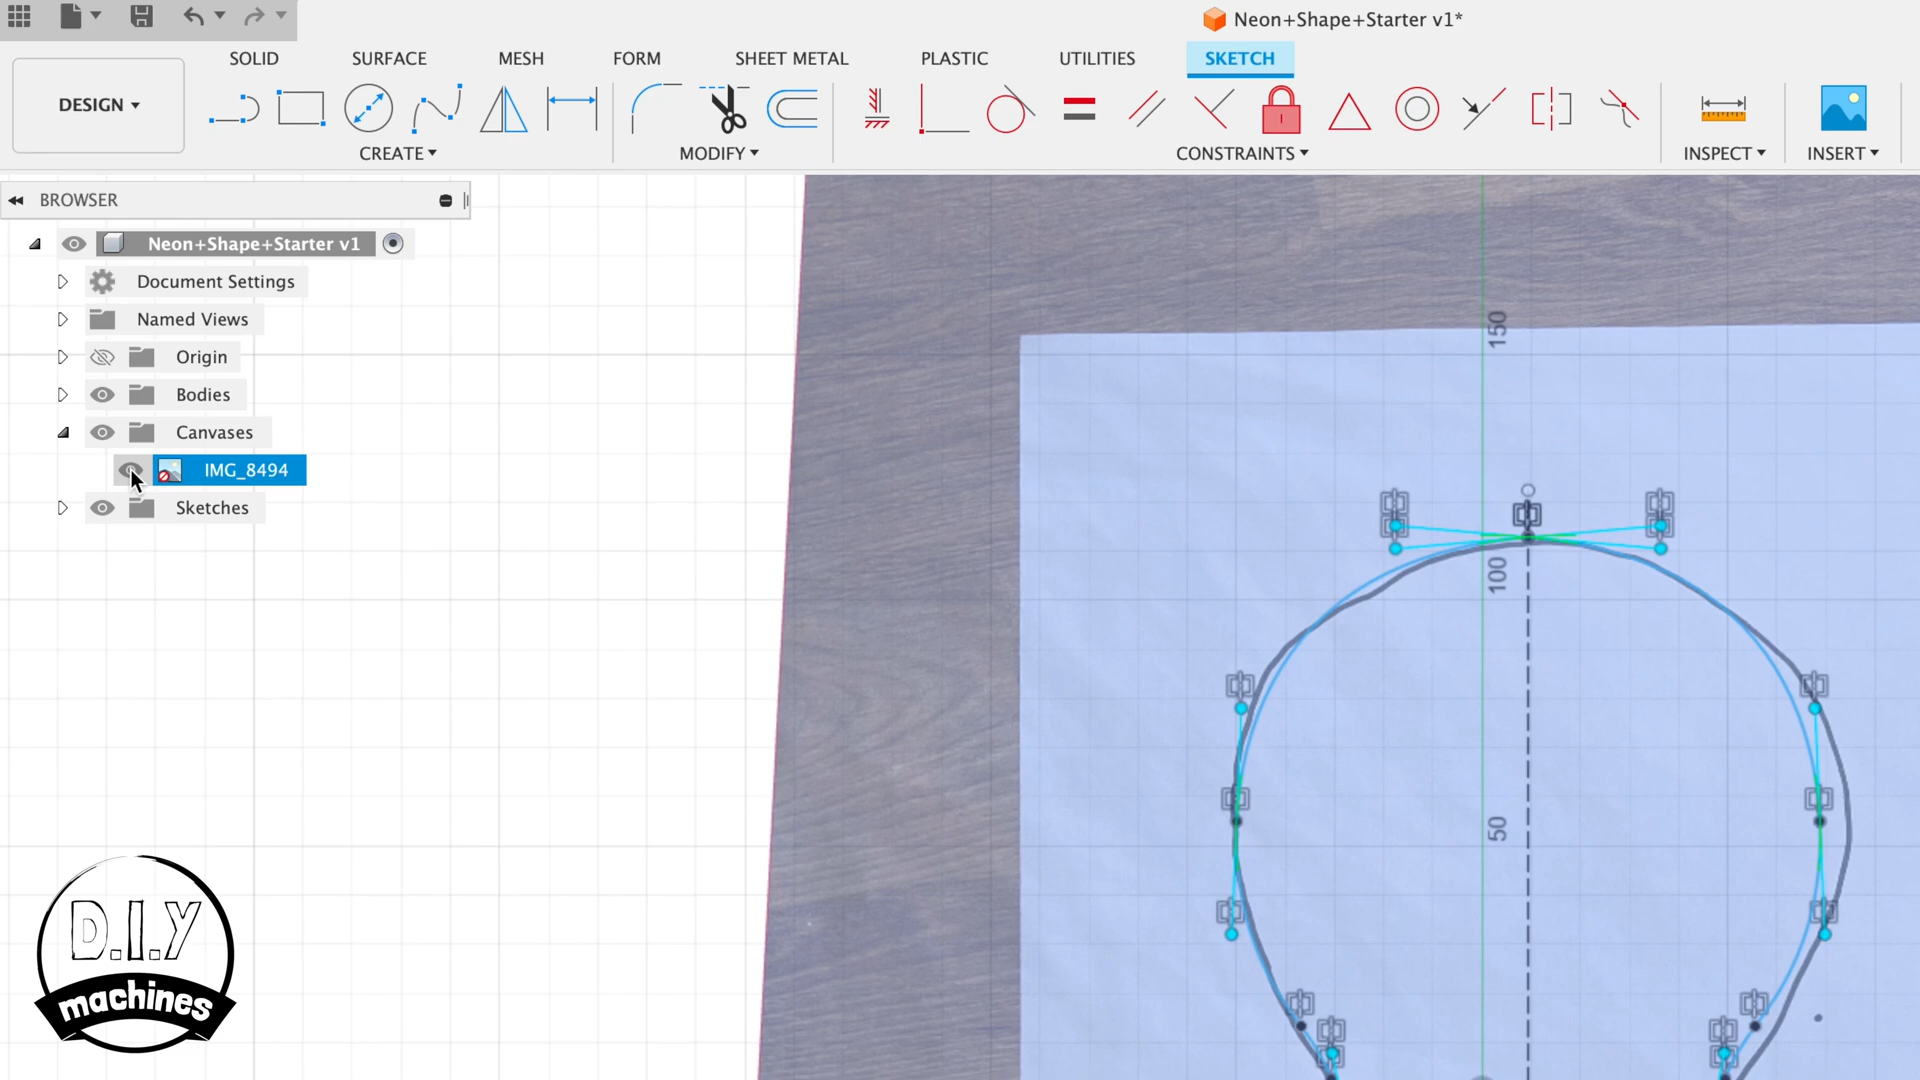 Neon+Shape+Starter v1*
SOLID
SURFACE
MESH
FORM
SHEET METAL
PLASTIC
UTILITIES
SKETCH
DESIGN
CREATE
MODIFY
CONSTRAINTS
INSPECT
INSERT
BROWSER
Neon+Shape+Starter v1
Document Settings
Named Views
Origin
Bodies
Canvases
IMG_8494
Sketches
150
100
50
D.I.Y
machines